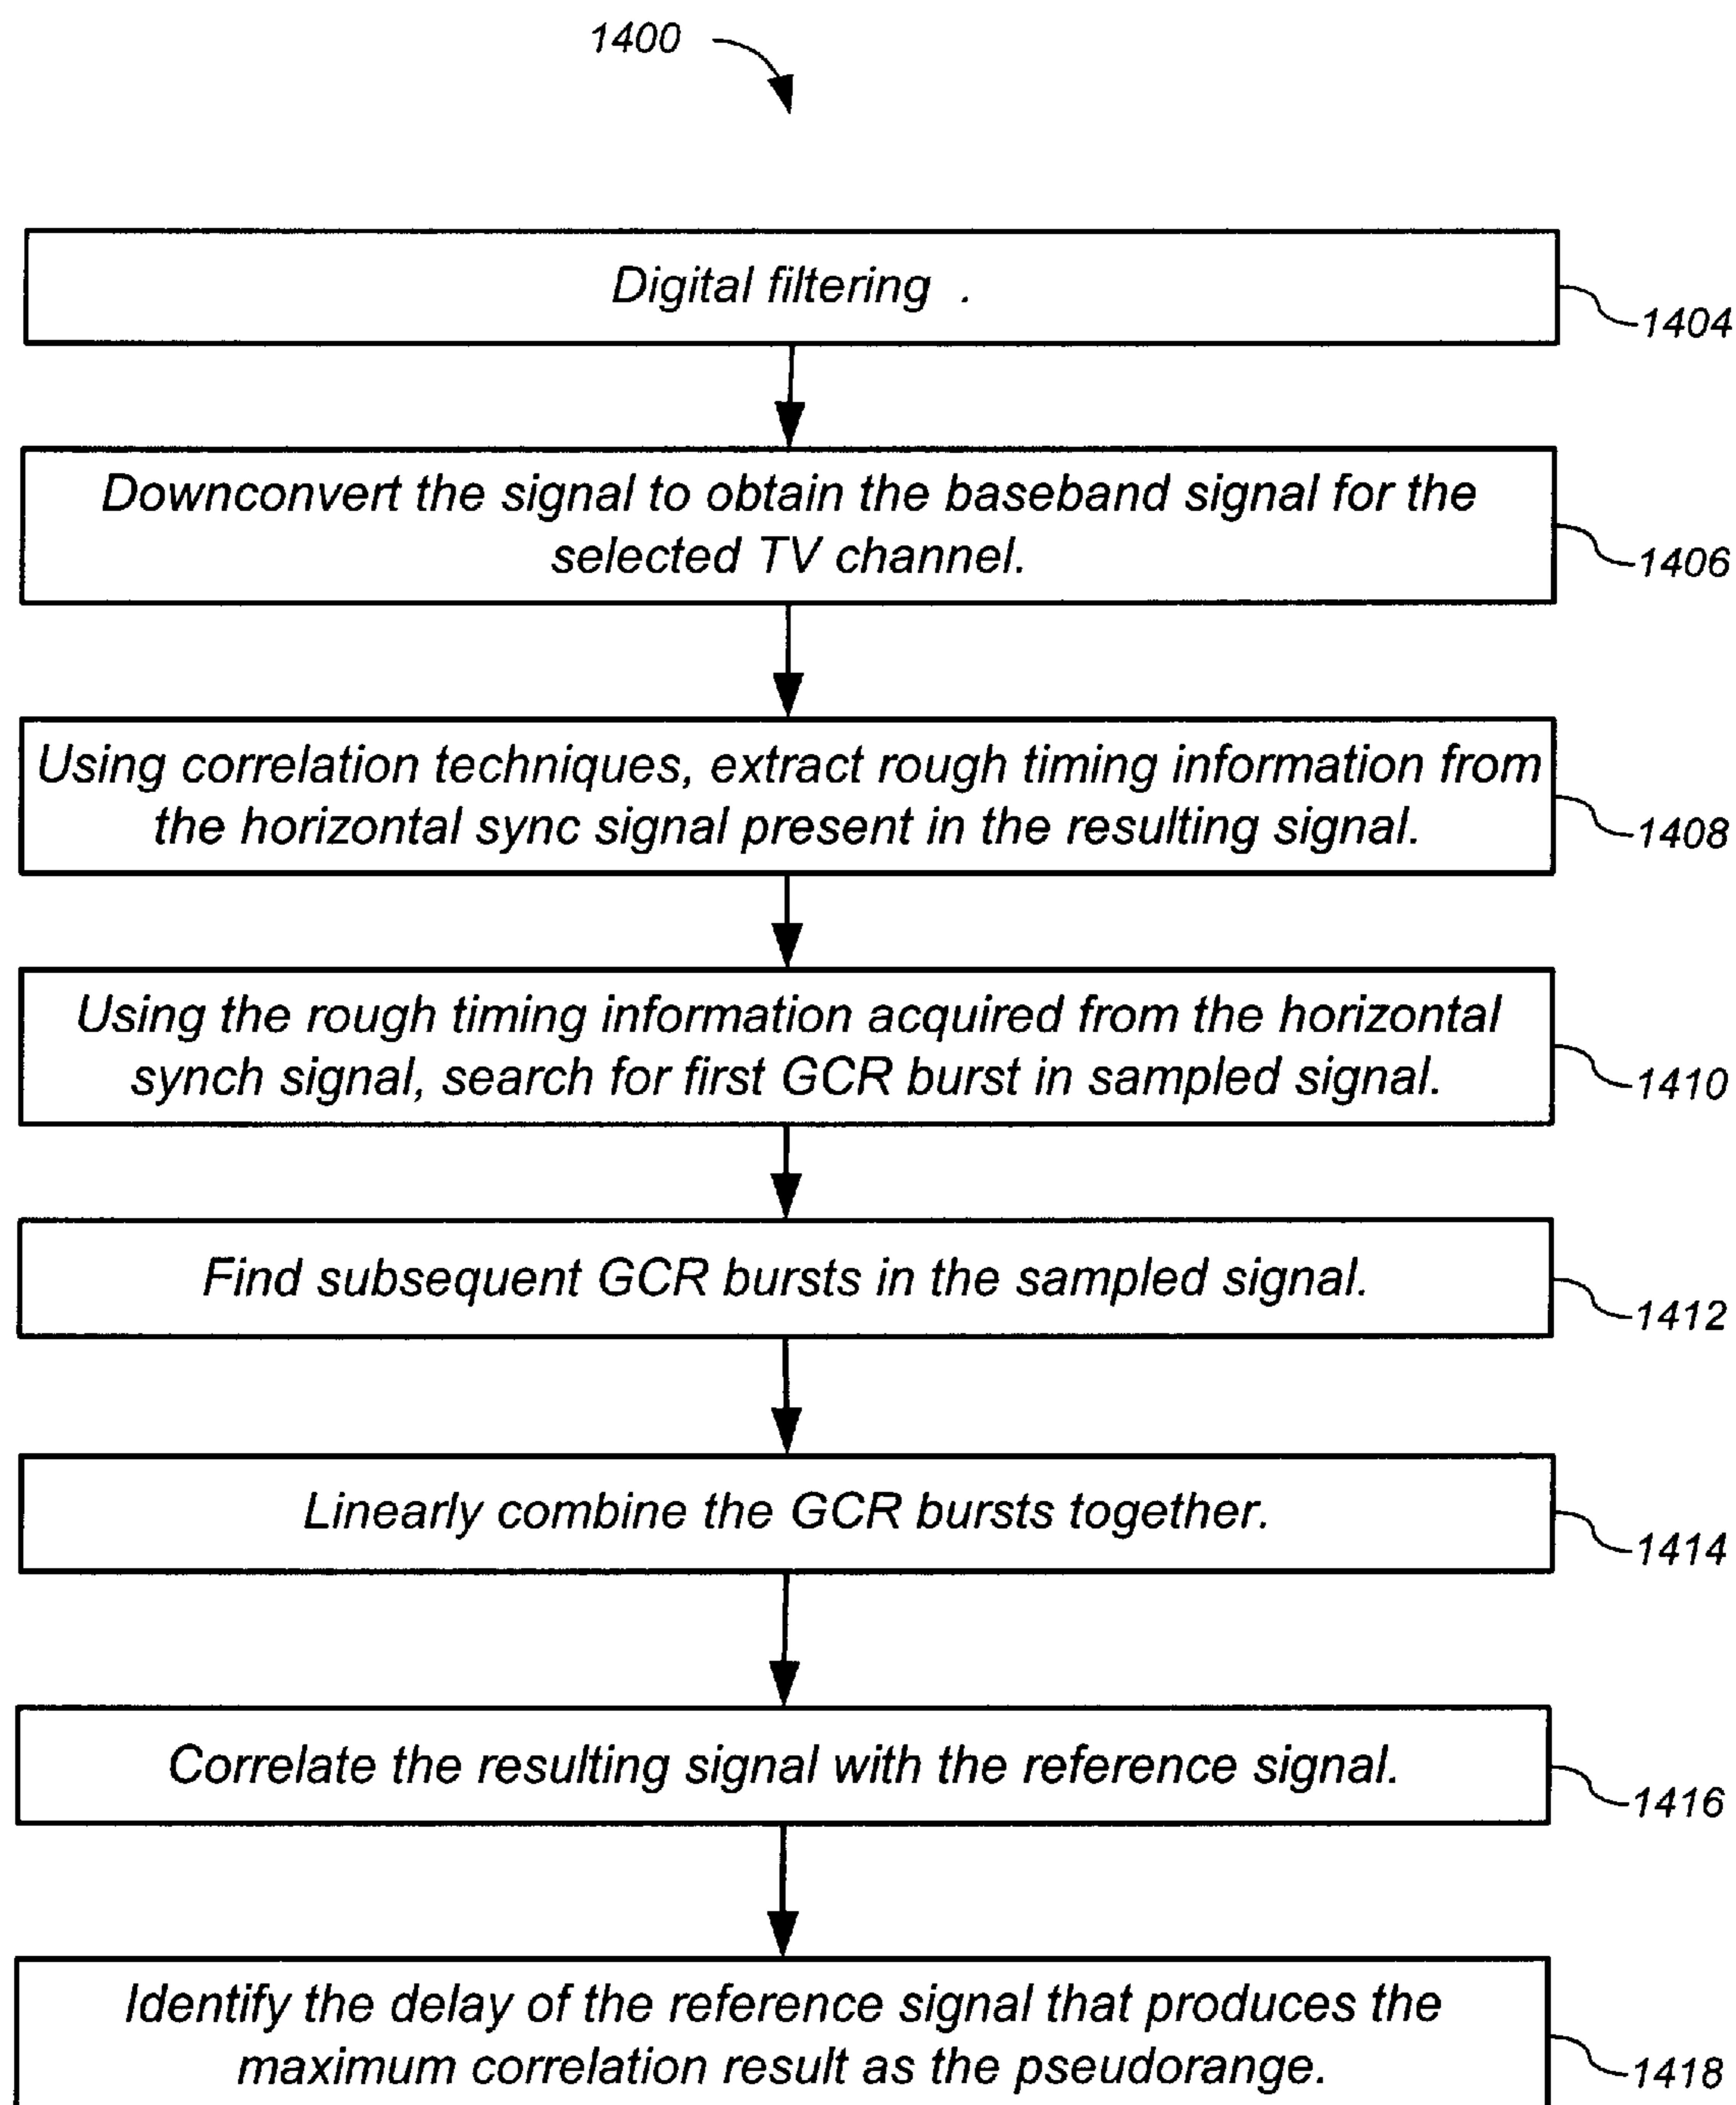 1400
Digital filtering .
1404
Downconvert the signal to obtain the baseband signal for the
selected TV channel.
1406
Using correlation techniques, extract rough timing information from
the horizontal sync signal present in the resulting signal.
1408
Using the rough timing information acquired from the horizontal
synch signal, search for first GCR burst in sampled signal.
1410
Find subsequent GCR bursts in the sampled signal.
1412
Linearly combine the GCR bursts together.
1414
Correlate the resulting signal with the reference signal.
1416
Identify the delay of the reference signal that produces the
maximum correlation result as the pseudorange.
1418